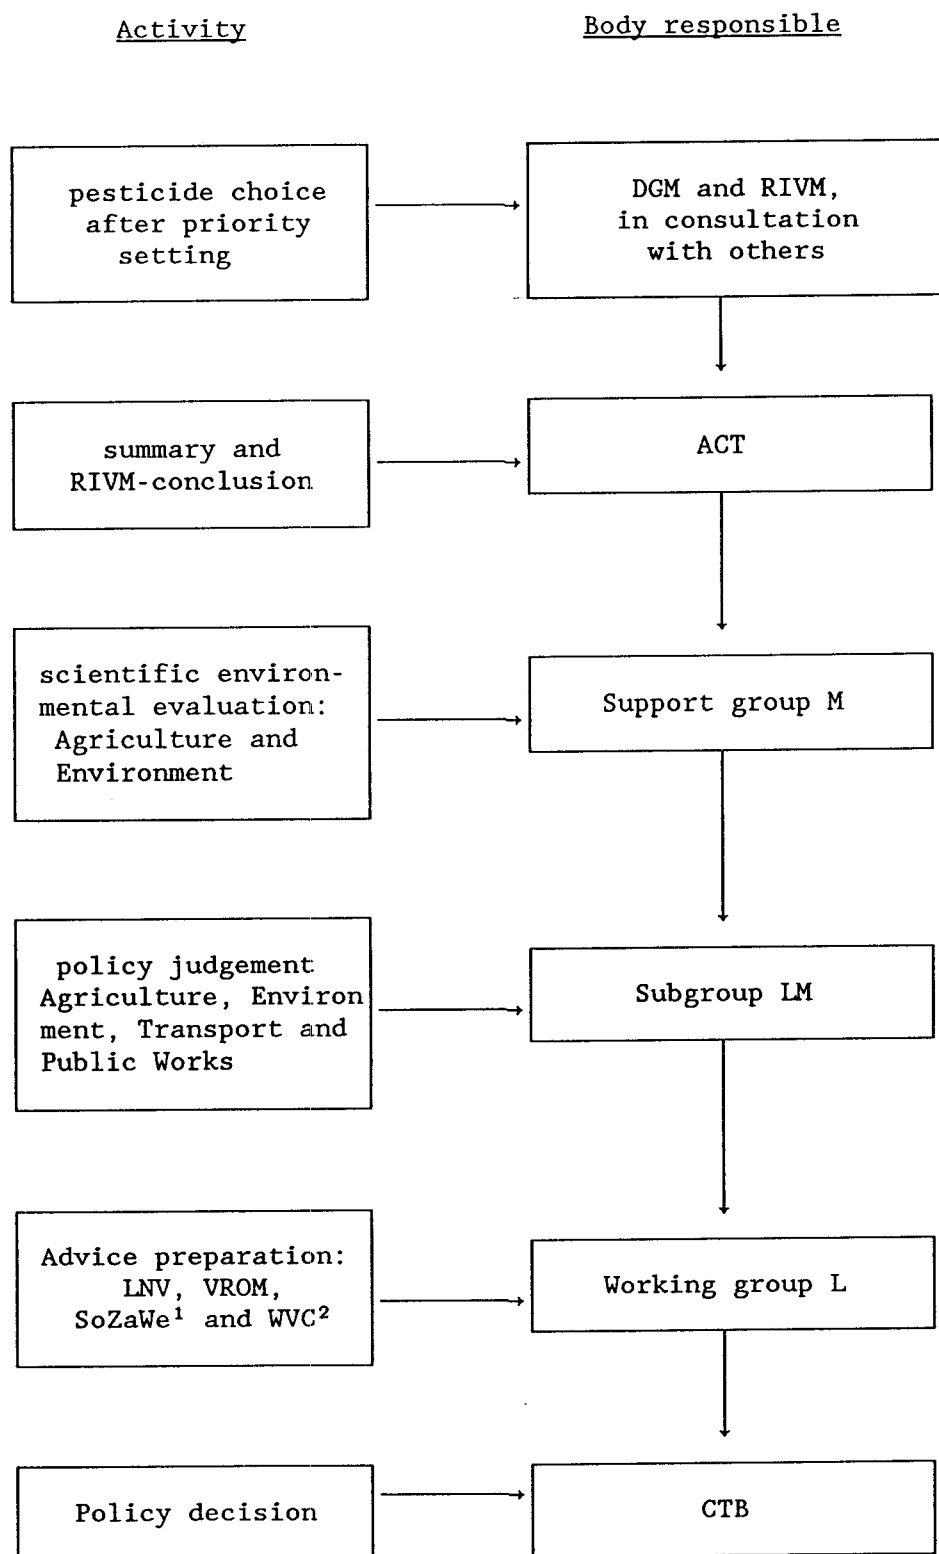 Activity
Body responsible
pesticide choice
after priority
setting
DGM and RIVM,
in consultation
with others
summary and
RIVM-conclusion
ACT
scientific environ-
mental evaluation:
Agriculture and
Environment
Support group M
policy judgement
Agriculture, Environ
ment, Transport and
Public Works
Subgroup LM
Advice preparation:
LNV, VROM,
SoZaWe¹ and WVC²
Working group L
Policy decision
CTB